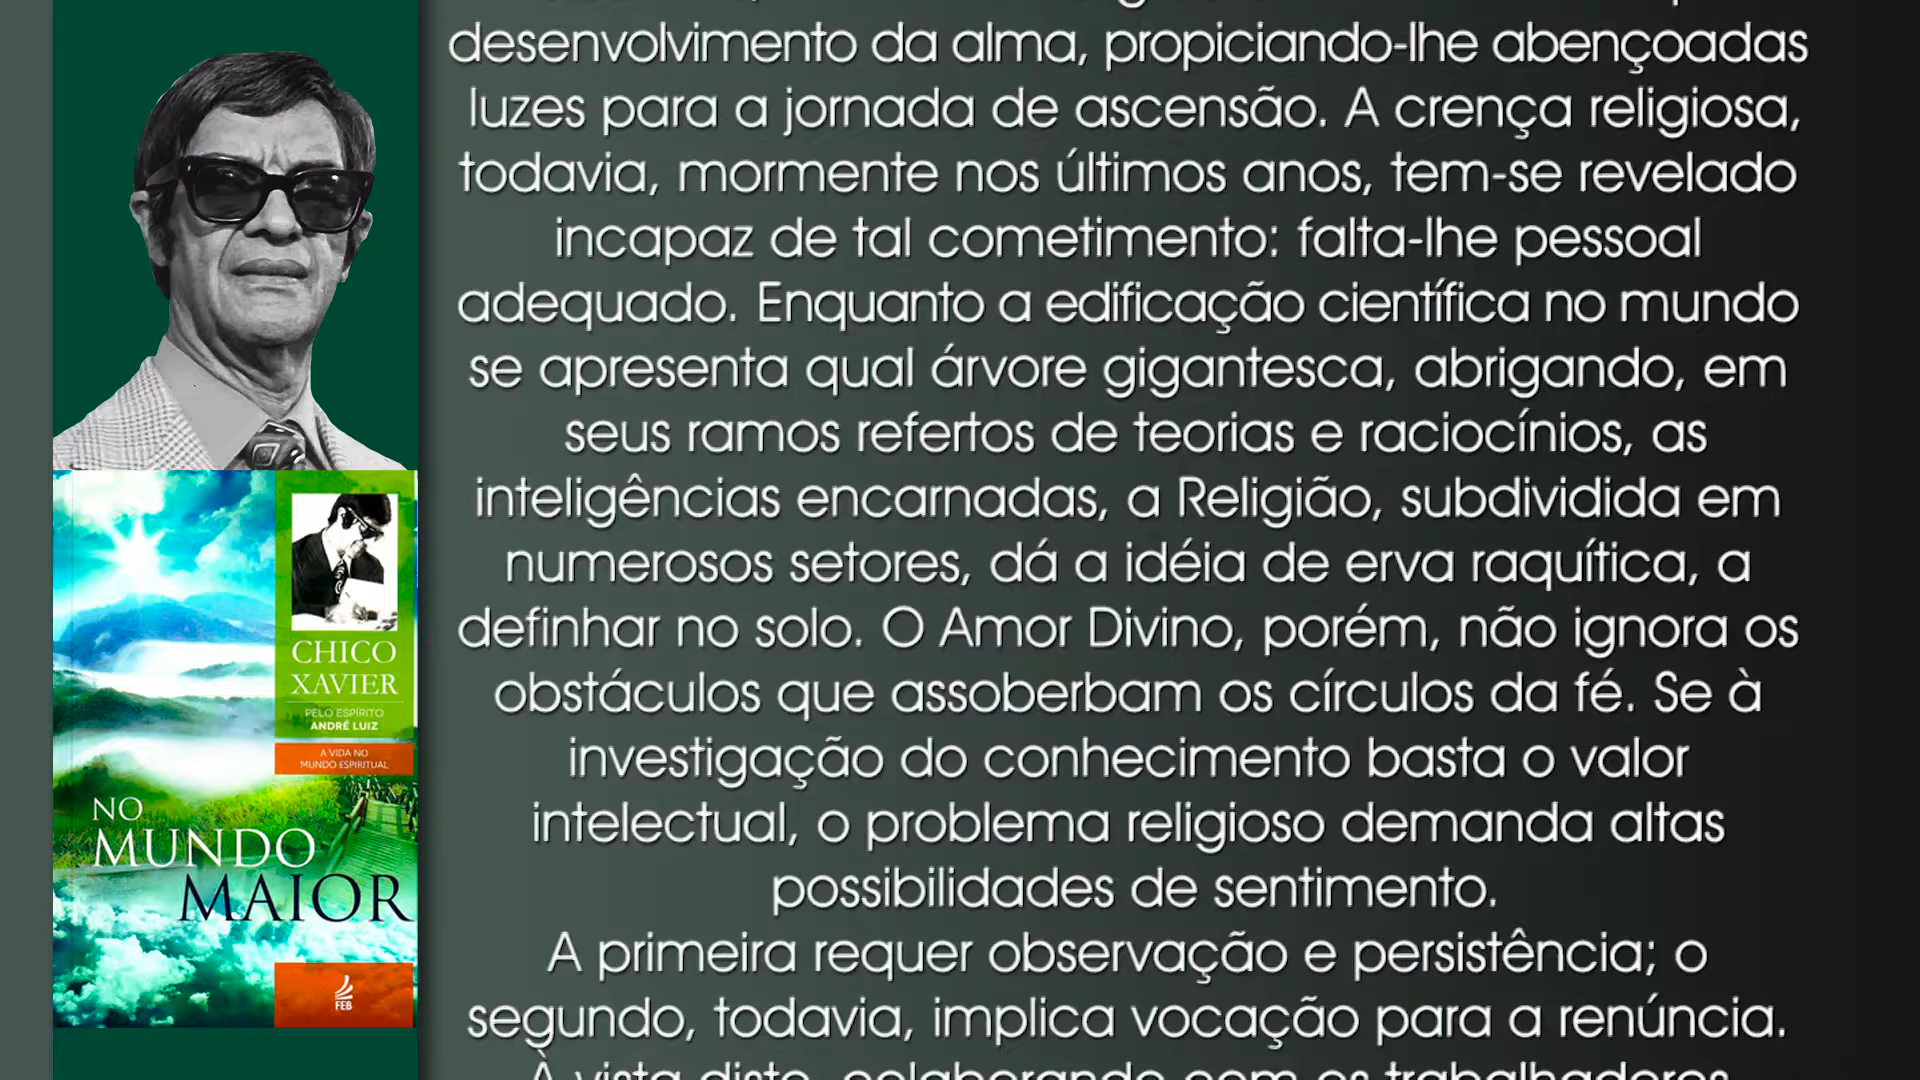 desenvolvimento da alma, propiciando-lhe abençoadas
luzes para a jornada de ascensão. A crença religiosa,
todavia, mormente nos últimos anos, tem-se revelado
incapaz de tal cometimento: falta-lhe pessoal
adequado. Enquanto a edificação científica no mundo
se apresenta qual árvore gigantesca, abrigando, em
seus ramos refertos de teorias e raciocínios, as
inteligências encarnadas, a Religião, subdividida em
numerosos setores, dá a idéia de erva raquítica, a
definhar no solo. O Amor Divino, porém, não ignora os
obstáculos que assoberbam os círculos da fé. Se à
investigação do conhecimento basta o valor
intelectual, o problema religioso demanda altas
possibilidades de sentimento.
A primeira requer observação e persistência; o
segundo, todavia, implica vocação para a renúncia.
À vista disto, colaborando com os trabalhadores
CHICO
XAVIER
PELO ESPÍRITO
ANDRÉ LUIZ
A VIDA NO
MUNDO ESPIRITUAL
NO
MUNDO
MAIOR
FEB